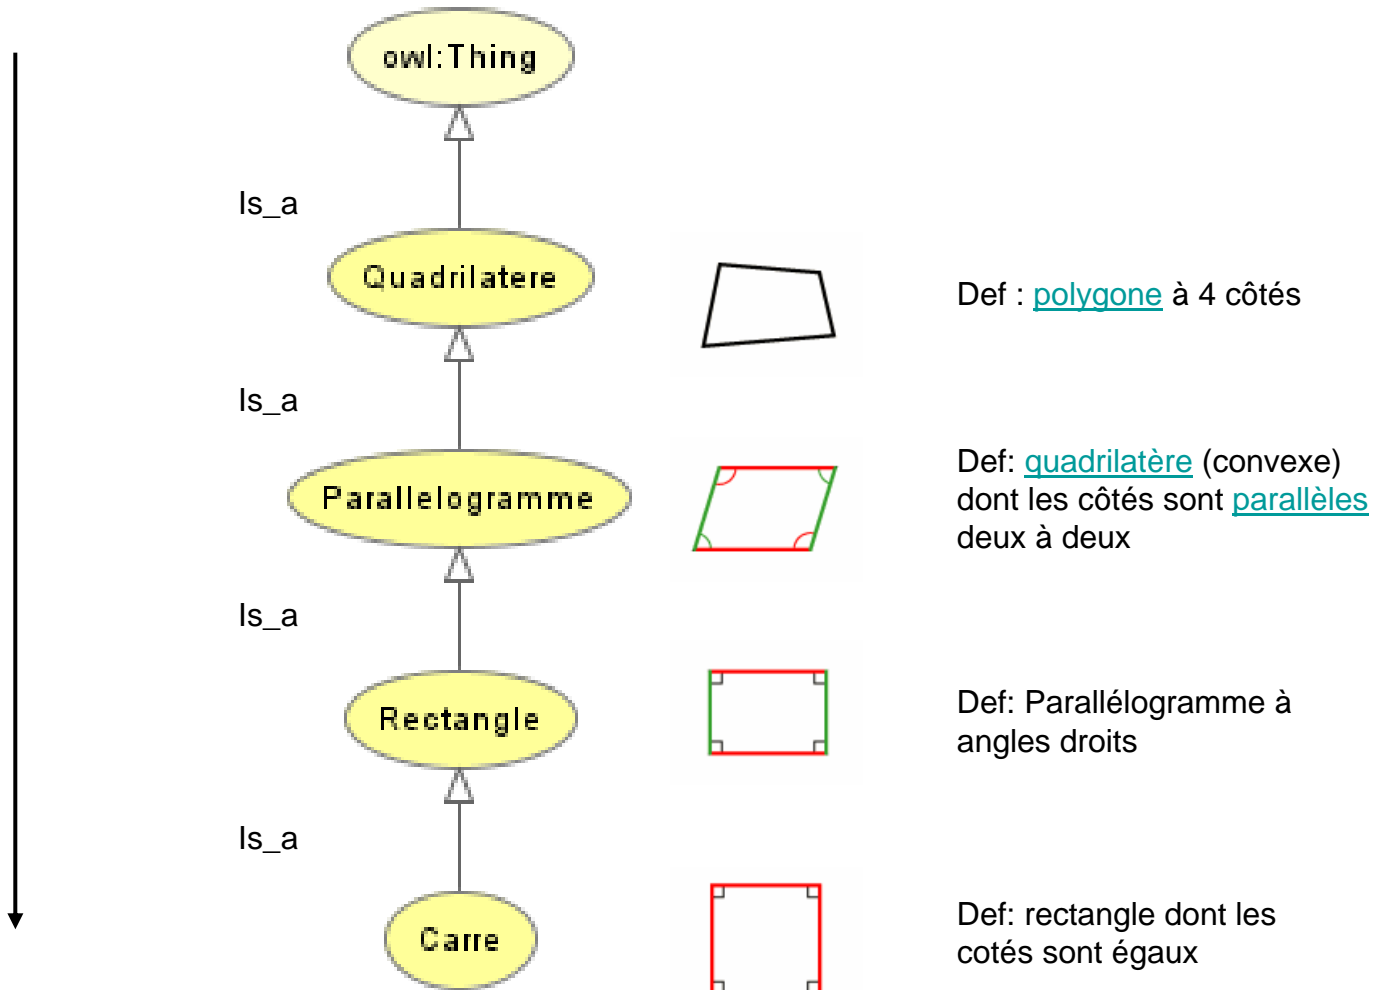 owl:Thing
Is_a
Quadrilatere
Def : polygone à 4 côtés
Is_a
Parallelogramme
Def: quadrilatère (convexe)
dont les côtés sont parallèles
deux à deux
Is_a
Rectangle
Def: Parallélogramme à
angles droits
Is_a
Carre
Def: rectangle dont les
cotés sont égaux